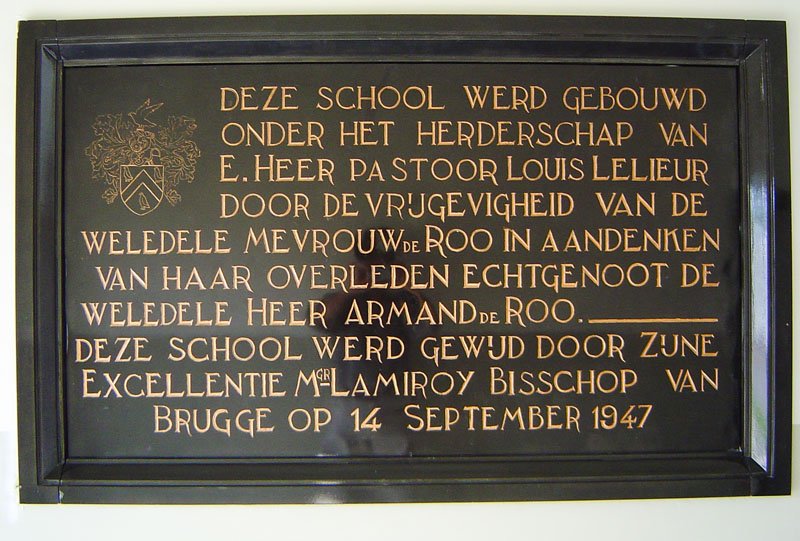 DEZE SCHOOL WERD GEBOUWD
ONDER HET HERDERSCHAP VAN
E. HEER PASTOOR LOUIS LELIEUR
DOOR DE VRIJGEVIGHEID VAN DE
WELEDELE MEVROUW DE ROO IN AANDENKEN
VAN HAAR OVERLEDEN ECHTGENOOT DE
WELEDELE HEER ARMAND DE ROO.
DEZE SCHOOL WERD GEWIJD DOOR ZIJNE
EXCELLENTIE MGR LAMIROY BISSCHOP VAN
BRUGGE OP 14 SEPTEMBER 1947